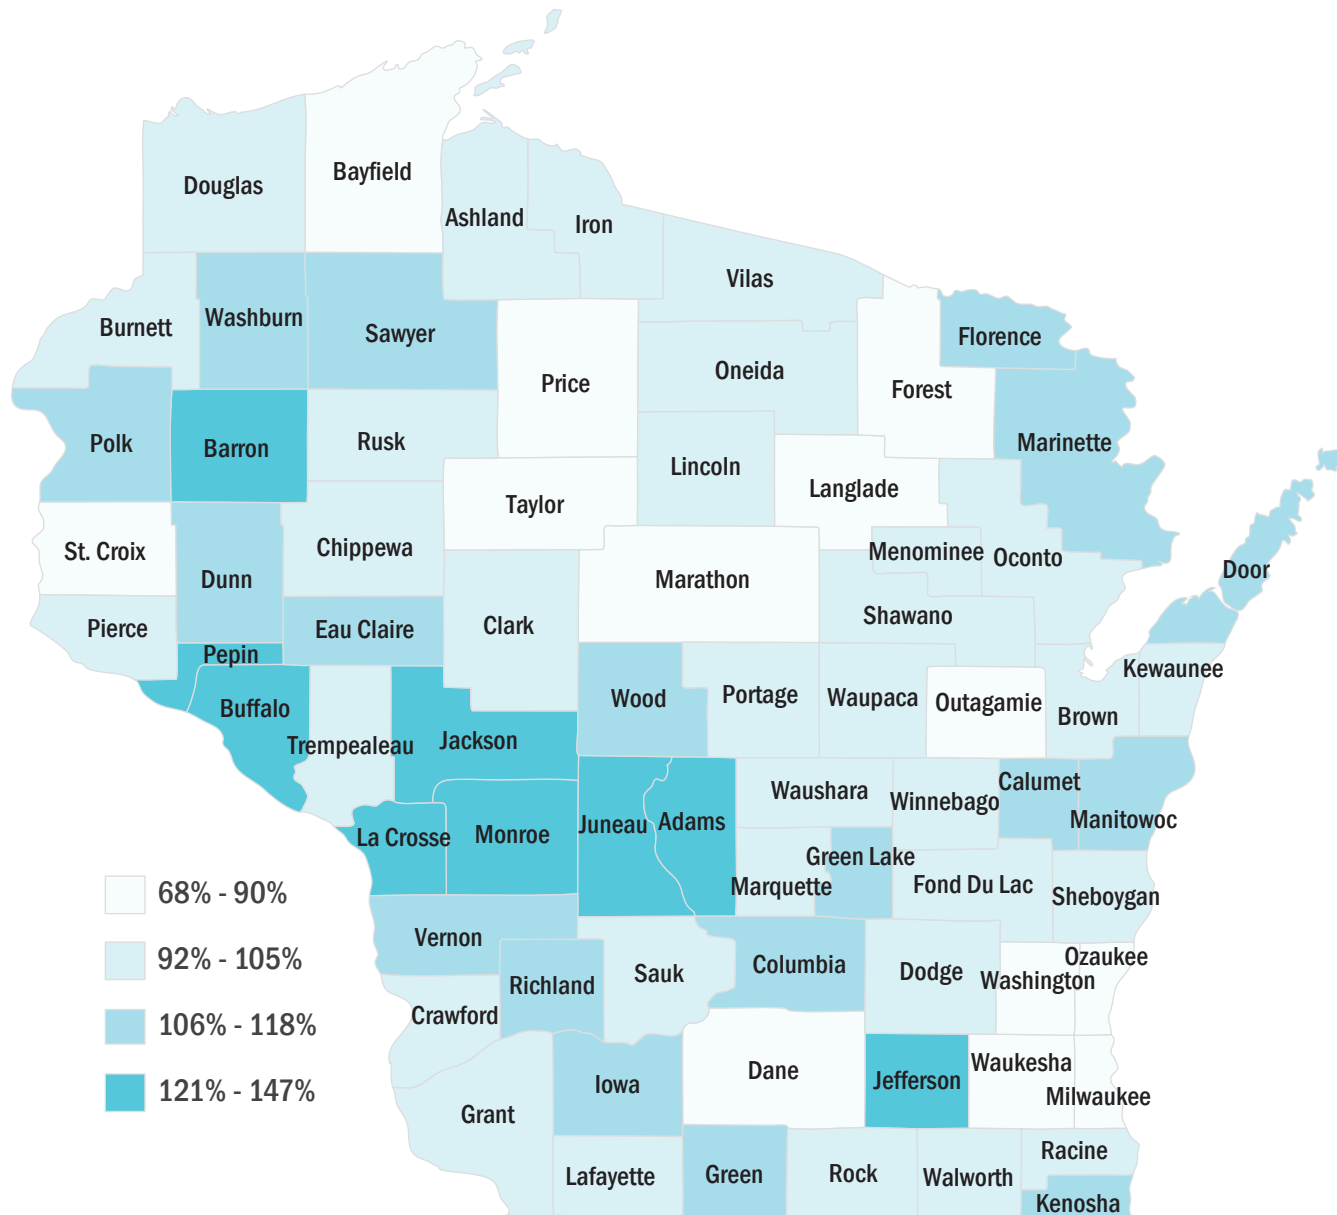 Bayfield
Douglas
Ashland
Iron
Vilas
Burnett
Washburn
Sawyer
Florence
Price
Oneida
Forest
Polk
Barron
Rusk
Marinette
Lincoln
Langlade
Taylor
St. Croix
Chippewa
Menominee
Oconto
Door
Dunn
Marathon
Shawano
Pierce
Eau Claire
Clark
Pepin
Kewaunee
Buffalo
Wood
Portage
Waupaca
Outagamie
Brown
Trempealeau
Jackson
Calumet
Waushara
Winnebago
Manitowoc
La Crosse
Monroe
Juneau
Adams
Green Lake
Marquette
Fond Du Lac
Sheboygan
68% - 90%
92% - 105%
106% - 118%
121% - 147%
Vernon
Richland
Sauk
Columbia
Dodge
Washington
Ozaukee
Crawford
Iowa
Dane
Jefferson
Waukesha
Milwaukee
Grant
Lafayette
Green
Rock
Walworth
Racine
Kenosha